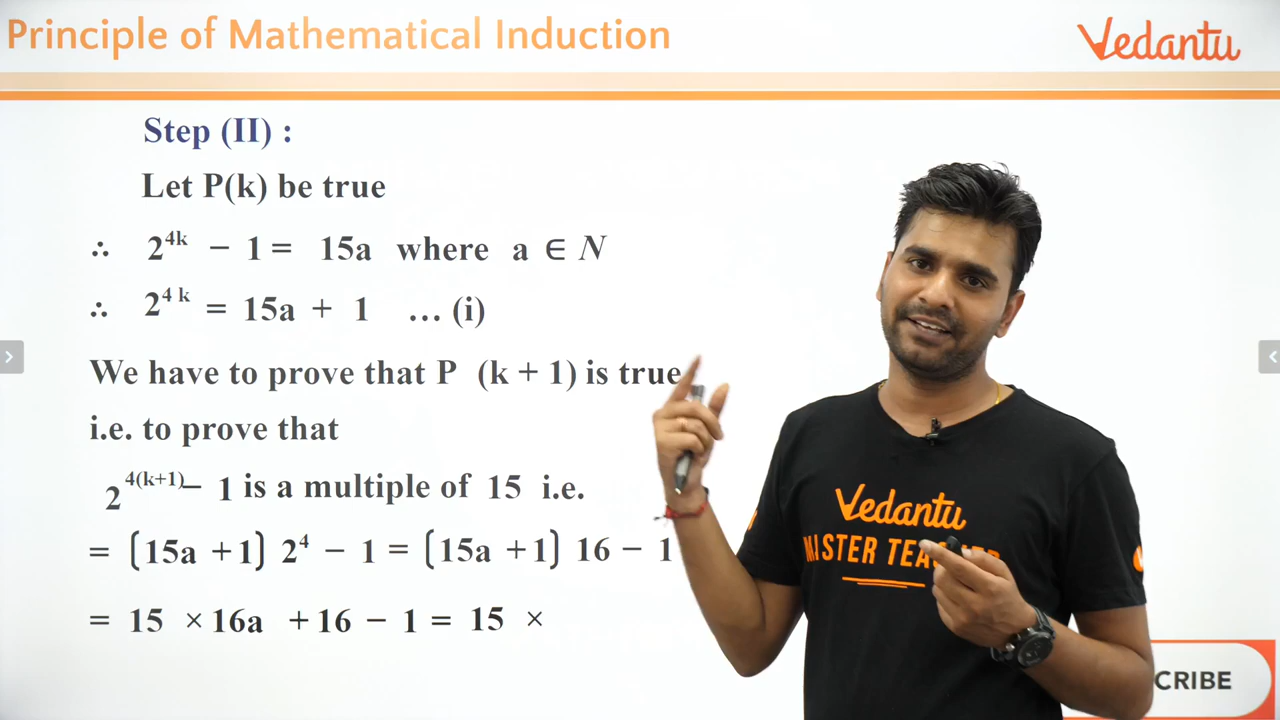 Principle of Mathematical Induction
Vedantu
Step (II) :
Let P(k) be true
∴ 2^{4k} − 1 = 15a where a ∈ N
∴ 2^{4 k} = 15a + 1 … (i)
We have to prove that P (k + 1) is true
i.e. to prove that
2^{4(k+1)} − 1 is a multiple of 15 i.e.
= (15a + 1) 2^4 − 1 = (15a + 1) 16 − 1
= 15 × 16a + 16 − 1 = 15 ×
Vedantu
MASTER
CRIBE